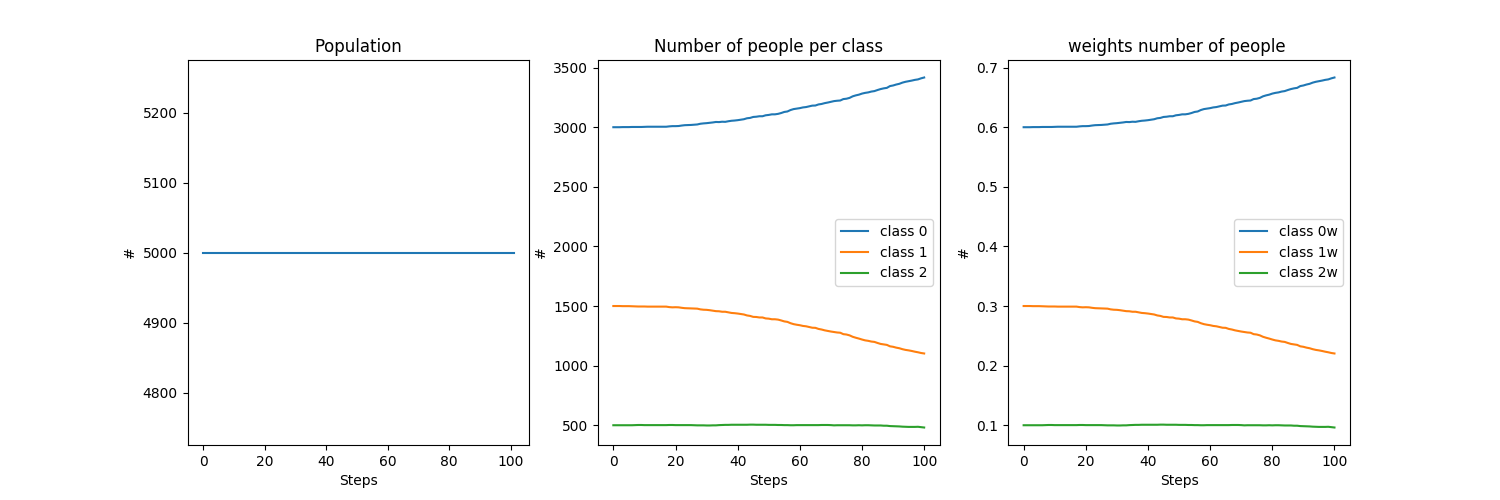 Population
5200
5100
5000
4900
4800
#
0 20 40 60 80 100
Steps
Number of people per class
3500
3000
2500
2000
1500
1000
500
#
class 0
class 1
class 2
0 20 40 60 80 100
Steps
weights number of people
0.7
0.6
0.5
0.4
0.3
0.2
0.1
#
class 0w
class 1w
class 2w
0 20 40 60 80 100
Steps